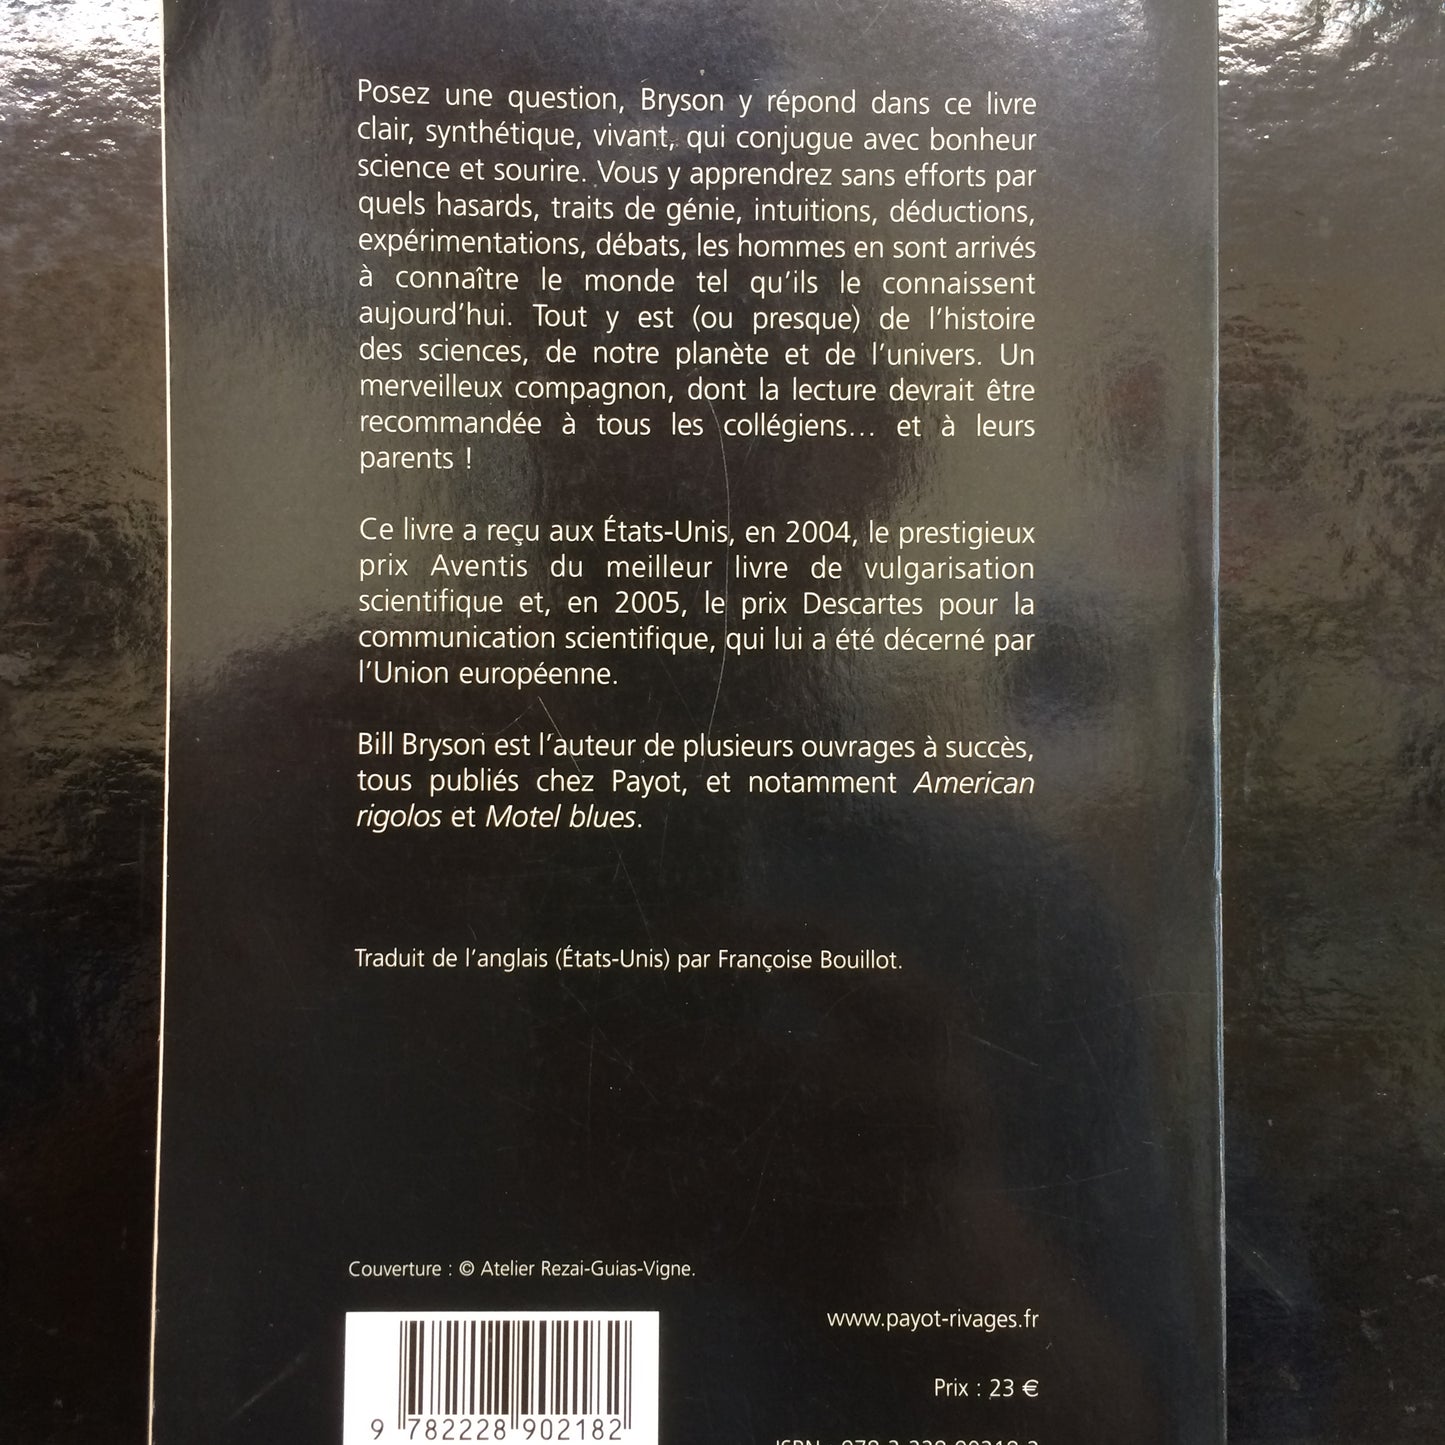 Posez une question, Bryson y répond dans ce livre
clair, synthétique, vivant, qui conjugue avec bonheur
science et sourire. Vous y apprendrez sans efforts par
quels hasards, traits de génie, intuitions, déductions,
expérimentations, débats, les hommes en sont arrivés
à connaître le monde tel qu'ils le connaissent
aujourd'hui. Tout y est (ou presque) de l'histoire
des sciences, de notre planète et de l'univers. Un
merveilleux compagnon, dont la lecture devrait être
recommandée à tous les collégiens... et à leurs
parents !
Ce livre a reçu aux États-Unis, en 2004, le prestigieux
prix Aventis du meilleur livre de vulgarisation
scientifique et, en 2005, le prix Descartes pour la
communication scientifique, qui lui a été décerné par
l'Union européenne.
Bill Bryson est l'auteur de plusieurs ouvrages à succès,
tous publiés chez Payot, et notamment American
rigolos et Motel blues.
Traduit de l'anglais (États-Unis) par Françoise Bouillot.
Couverture : © Atelier Rezai-Guias-Vigne.
www.payot-rivages.fr
Prix : 23 €
9 782228 902182
ISBN : 978-2-228-90218-2